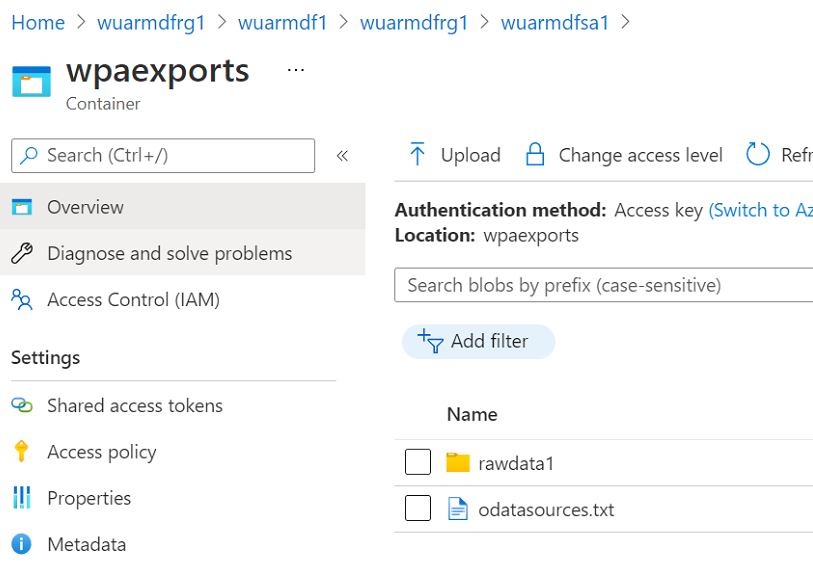 Home > wuarmdfrg1 > wuarmdf1 > wuarmdfrg1 > wuarmdfsa1 >
wpaexports ...
Container
Search (Ctrl+/) «
Overview
Diagnose and solve problems
Access Control (IAM)
Settings
Shared access tokens
Access policy
Properties
Metadata
Upload Change access level Refr
Authentication method: Access key (Switch to Az
Location: wpaexports
Search blobs by prefix (case-sensitive)
Add filter
Name
rawdata1
odatasources.txt